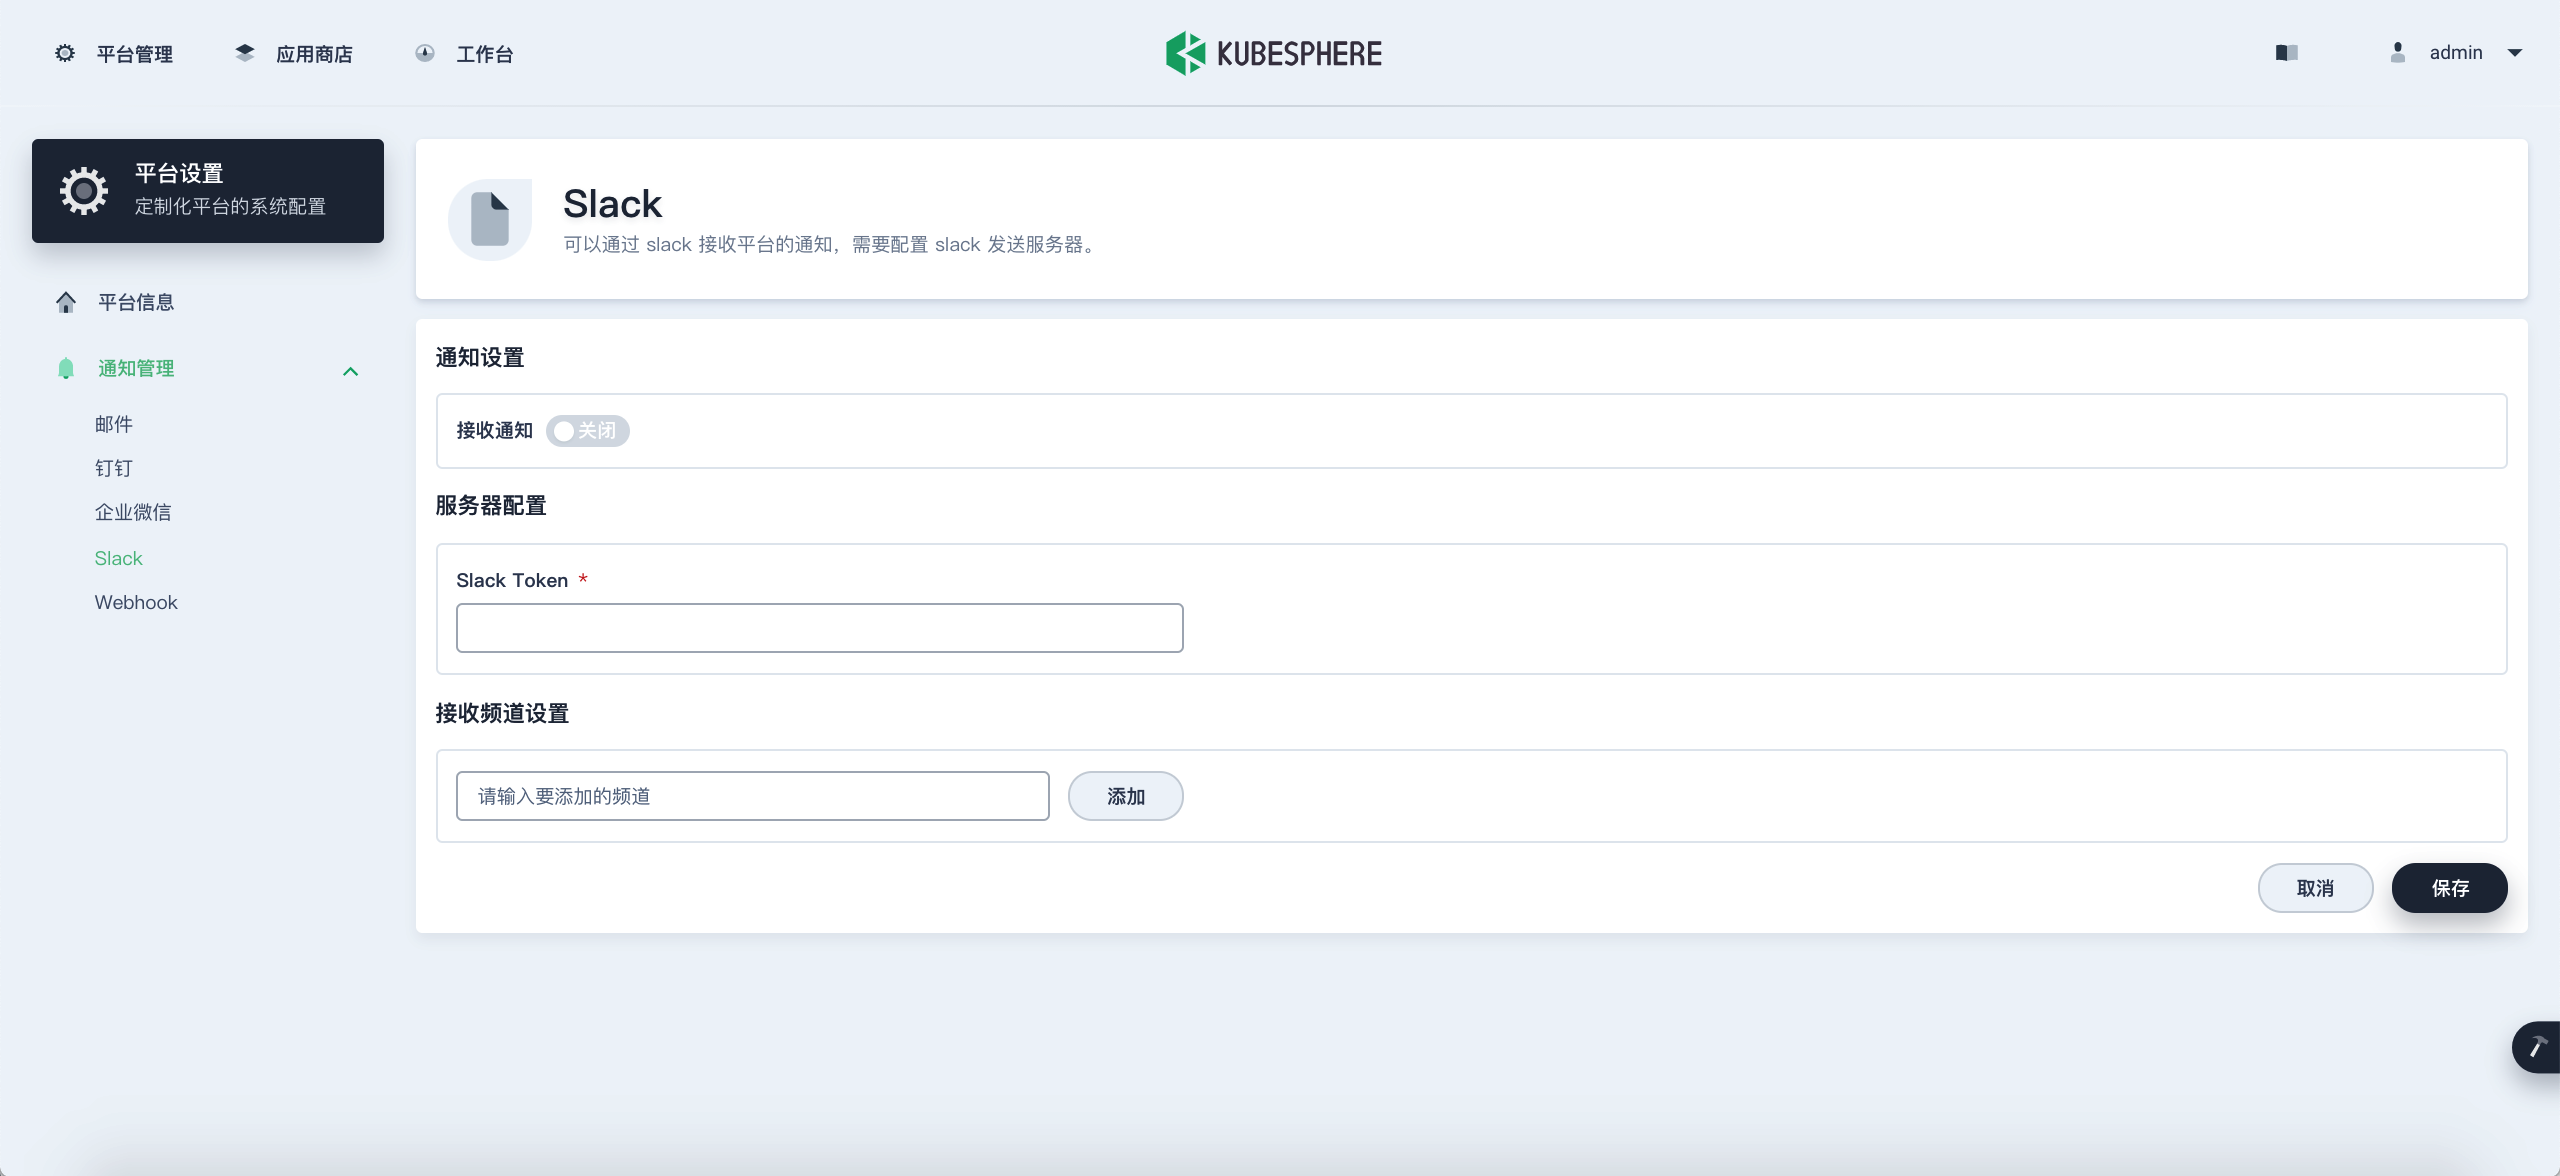 平台管理
应用商店
工作台
KUBESPHERE
admin
平台设置
定制化平台的系统配置
平台信息
通知管理
邮件
钉钉
企业微信
Slack
Webhook
Slack
可以通过 slack 接收平台的通知，需要配置 slack 发送服务器。
通知设置
接收通知 关闭
服务器配置
Slack Token *
接收频道设置
请输入要添加的频道
添加
取消
保存